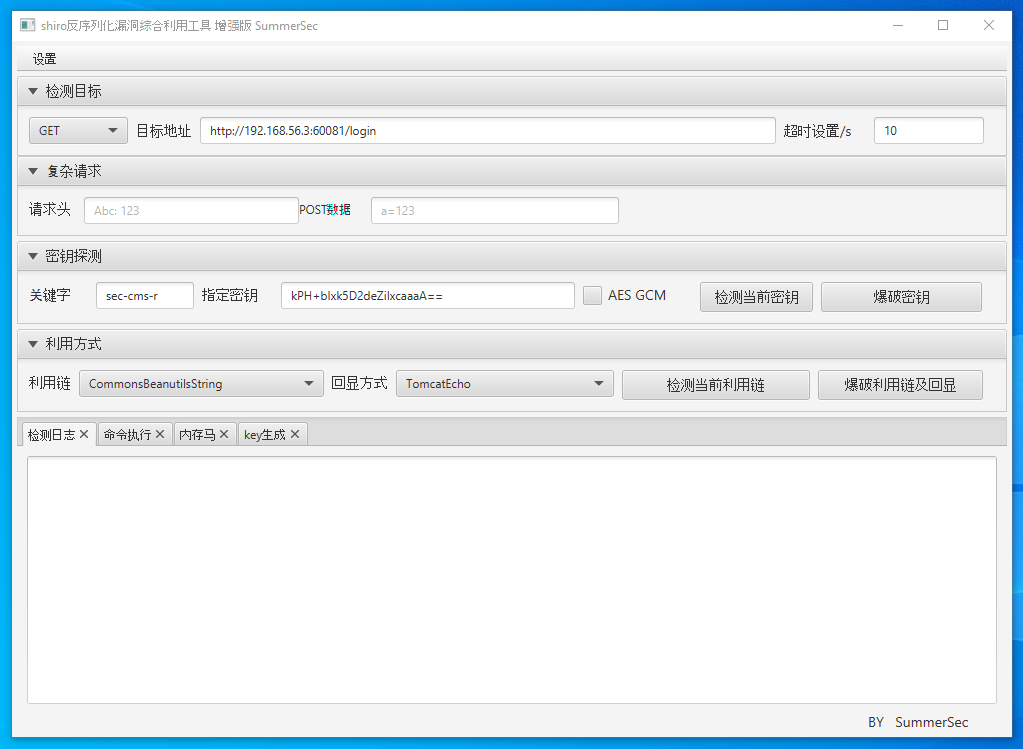 shiro反序列化漏洞综合利用工具 增强版 SummerSec
设置
检测目标
GET 目标地址 http://192.168.56.3:60081/login 超时设置/s 10
复杂请求
请求头 Abc: 123 POST数据 a=123
密钥探测
关键字 sec-cms-r 指定密钥 kPH+bIxk5D2deZiIxcaaaA== AES GCM 检测当前密钥 爆破密钥
利用方式
利用链 CommonsBeanutilsString 回显方式 TomcatEcho 检测当前利用链 爆破利用链及回显
检测日志 命令执行 内存马 key生成
BY SummerSec